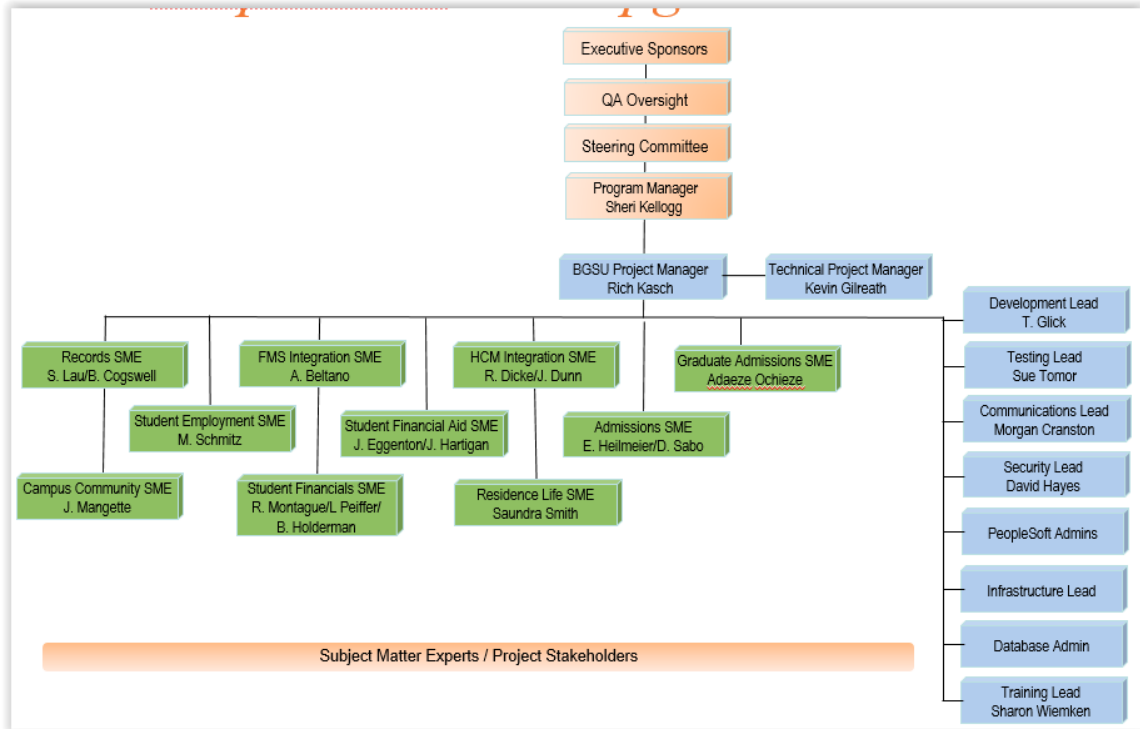 Executive Sponsors
QA Oversight
Steering Committee
Program Manager
Sheri Kellogg
BGSU Project Manager
Rich Kasch
Technical Project Manager
Kevin Gilreath
Records SME
S. Lau/B. Cogswell
FMS Integration SME
A. Beltano
HCM Integration SME
R. Dicke/J. Dunn
Graduate Admissions SME
Adaeze Ochieze
Student Employment SME
M. Schmitz
Student Financial Aid SME
J. Eggenton/J. Hartigan
Admissions SME
E. Heilmeier/D. Sabo
Campus Community SME
J. Mangette
Student Financials SME
R. Montague/L Peiffer/
B. Holderman
Residence Life SME
Saundra Smith
Development Lead
T. Glick
Testing Lead
Sue Tomor
Communications Lead
Morgan Cranston
Security Lead
David Hayes
PeopleSoft Admins
Infrastructure Lead
Database Admin
Training Lead
Sharon Wiemken
Subject Matter Experts / Project Stakeholders